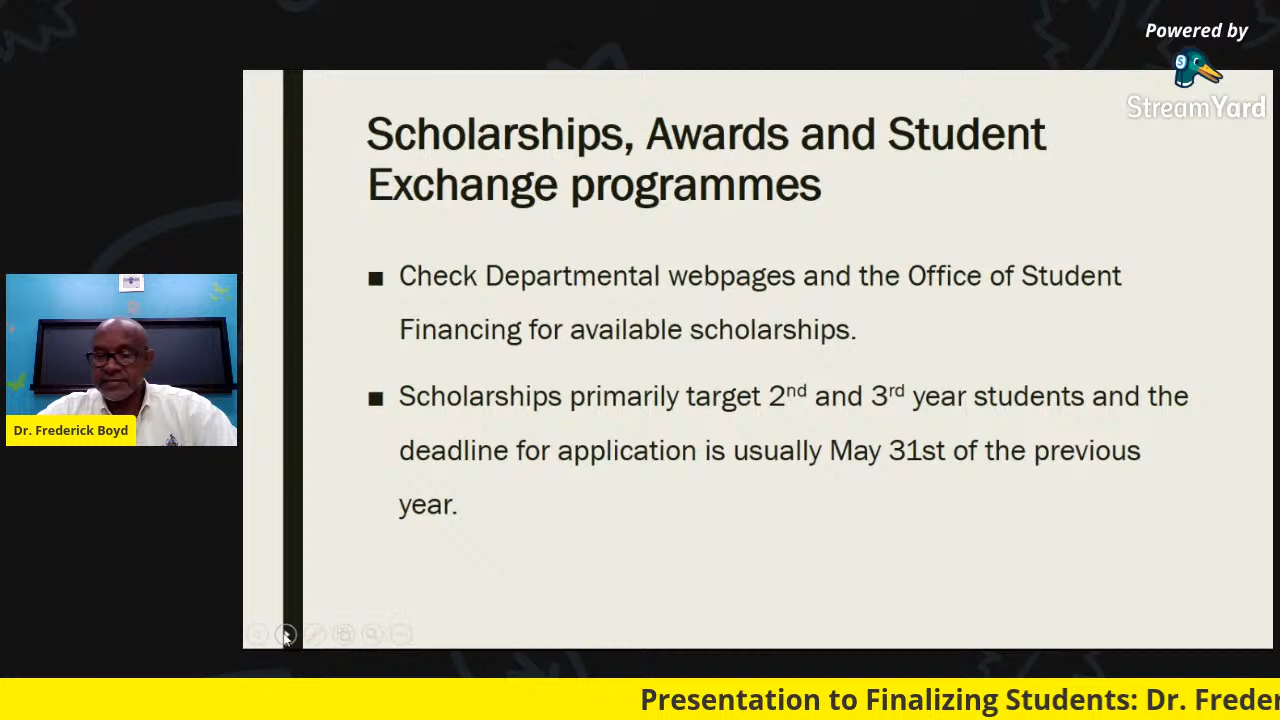 Powered by
StreamYard
Scholarships, Awards and Student
Exchange programmes
■ Check Departmental webpages and the Office of Student
Financing for available scholarships.
■ Scholarships primarily target 2nd and 3rd year students and the
deadline for application is usually May 31st of the previous
year.
Dr. Frederick Boyd
Presentation to Finalizing Students: Dr. Freder